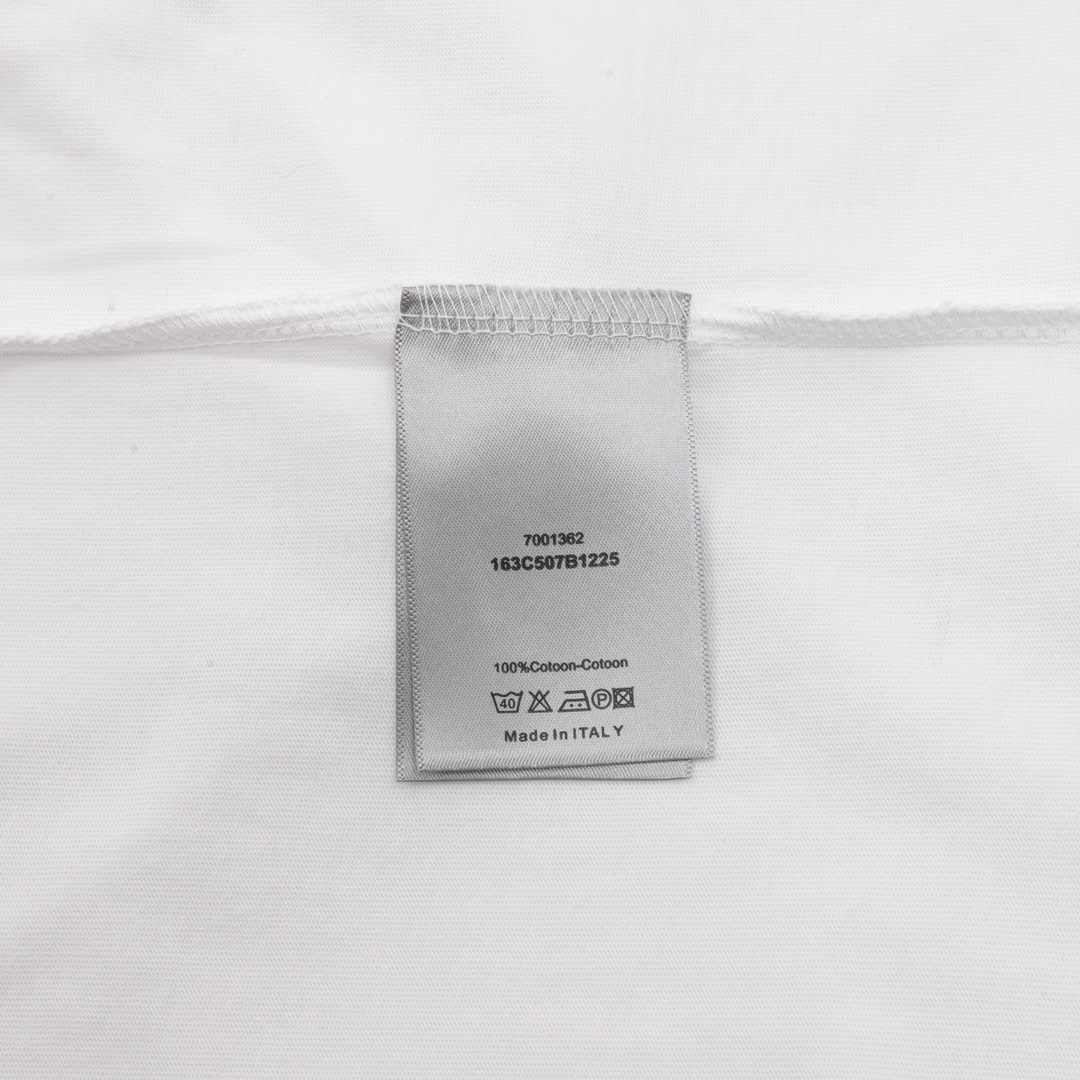 7001362
163C507B1225
100%Cotoon-Cotoon
40 P
Made In ITALY